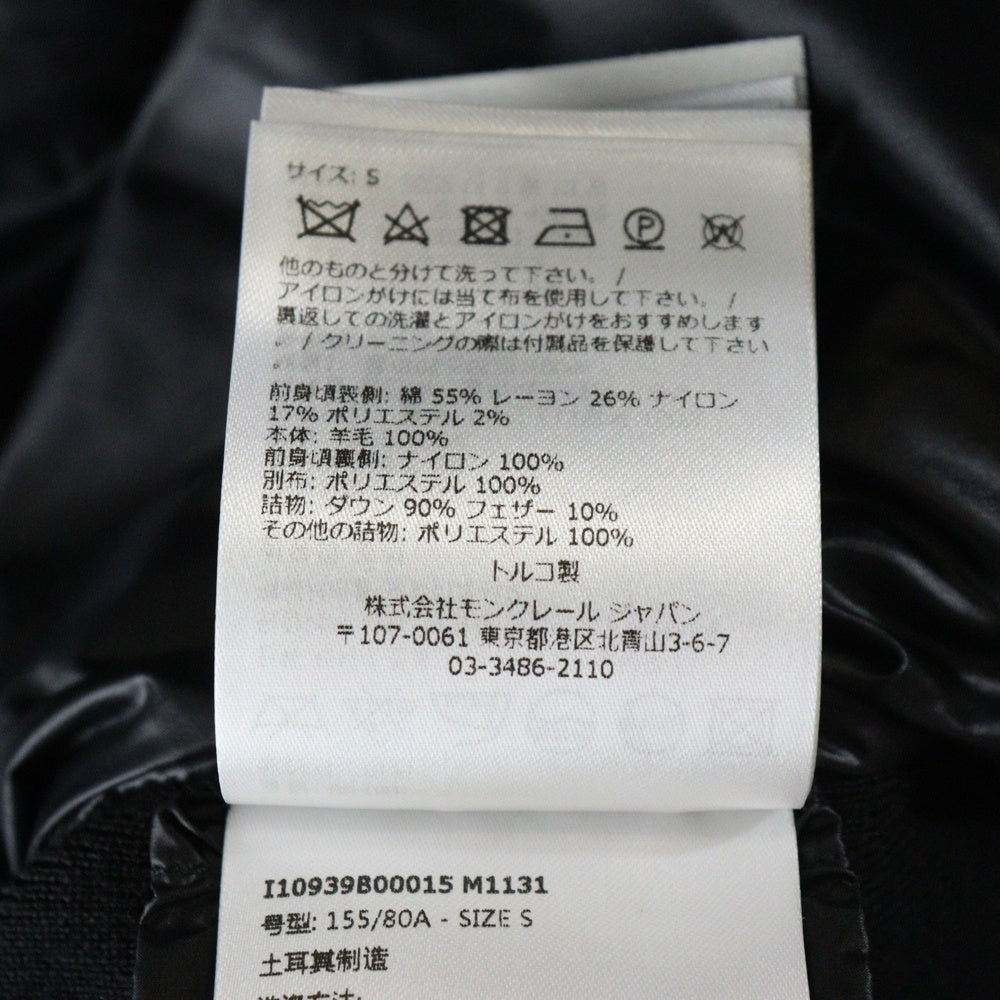 サイズ: S
P W
他のものと分けて洗って下さい。 /
アイロンがけには当て布を使用して下さい。 /
裏返しての洗濯とアイロンがけをおすすめします
。 / クリーニングの際は付属品を保護して下さい
。
前身頃裏側: 綿 55% レーヨン 26% ナイロン
17% ポリエステル 2%
本体: 羊毛 100%
前身頃裏側: ナイロン 100%
別布: ポリエステル 100%
詰物: ダウン 90% フェザー 10%
その他の詰物: ポリエステル 100%
トルコ製
株式会社モンクレール ジャパン
〒107-0061 東京都港区北青山3-6-7
03-3486-2110
I10939B00015 M1131
号型: 155/80A - SIZE S
土耳其制造